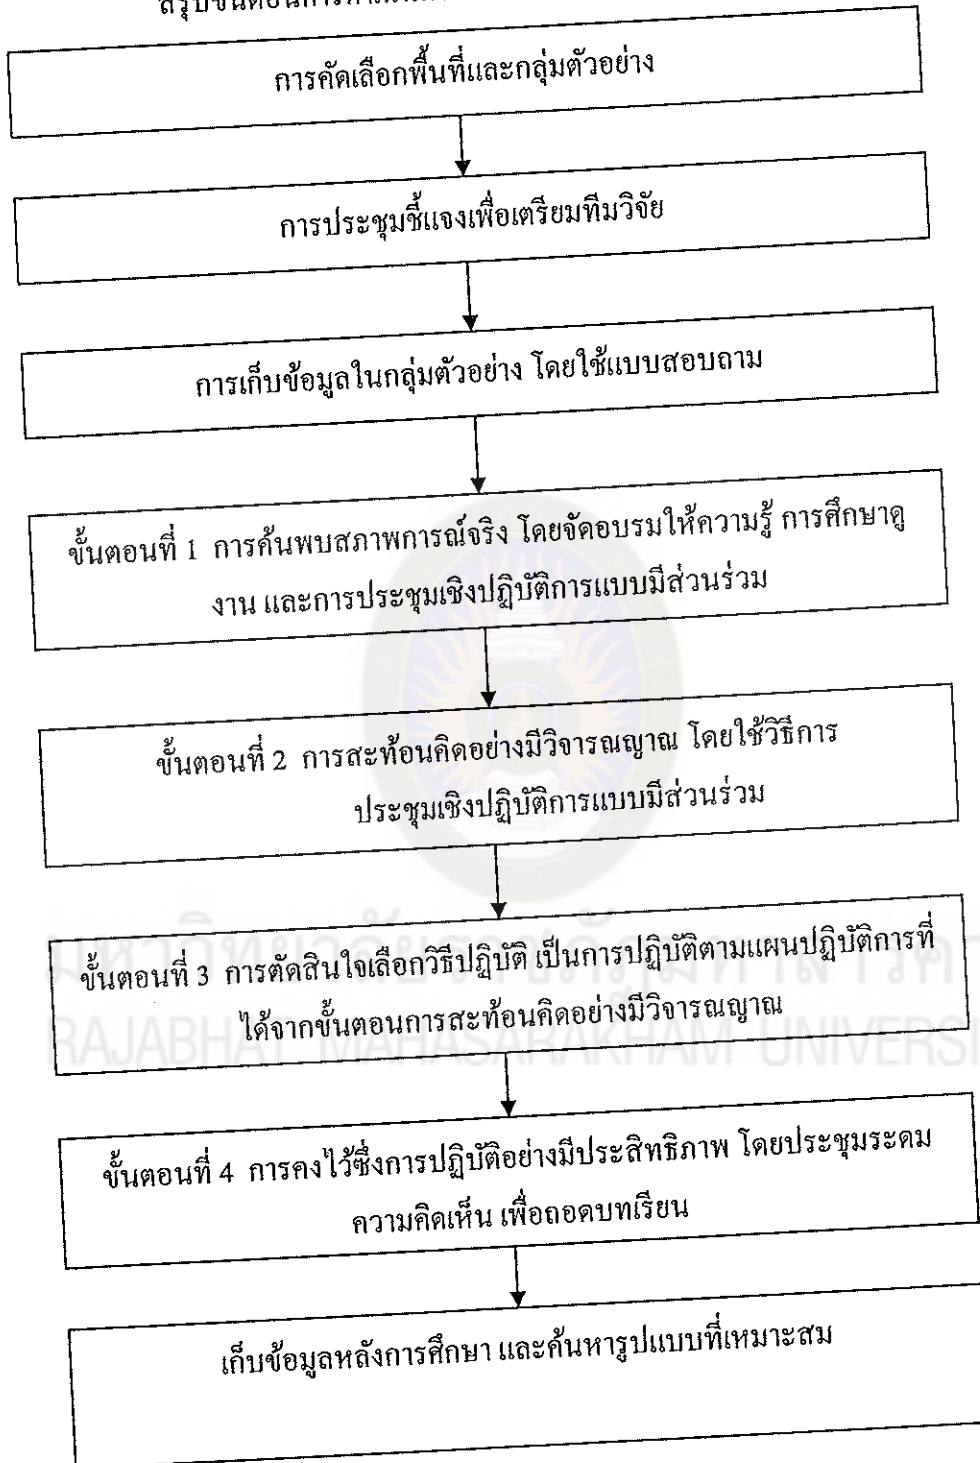 สรุปขั้นตอนการดำเนิน
การคัดเลือกพื้นที่และกลุ่มตัวอย่าง
การประชุมชี้แจงเพื่อเตรียมทีมวิจัย
การเก็บข้อมูลในกลุ่มตัวอย่าง โดยใช้แบบสอบถาม
ขั้นตอนที่ 1 การค้นพบสภาพการณ์จริง โดยจัดอบรมให้ความรู้ การศึกษาดู
งาน และการประชุมเชิงปฏิบัติการแบบมีส่วนร่วม
ขั้นตอนที่ 2 การสะท้อนคิดอย่างมีวิจารณญาณ โดยใช้วิธีการ
ประชุมเชิงปฏิบัติการแบบมีส่วนร่วม
ขั้นตอนที่ 3 การตัดสินใจเลือกวิธีปฏิบัติ เป็นการปฏิบัติตามแผนปฏิบัติการที่
ได้จากขั้นตอนการสะท้อนคิดอย่างมีวิจารณญาณ
RAJABHAT MAHASARAKHAM UNIVERSI
ขั้นตอนที่ 4 การคงไว้ซึ่งการปฏิบัติอย่างมีประสิทธิภาพ โดยประชุมระดม
ความคิดเห็น เพื่อถอดบทเรียน
เก็บข้อมูลหลังการศึกษา และค้นหารูปแบบที่เหมาะสม